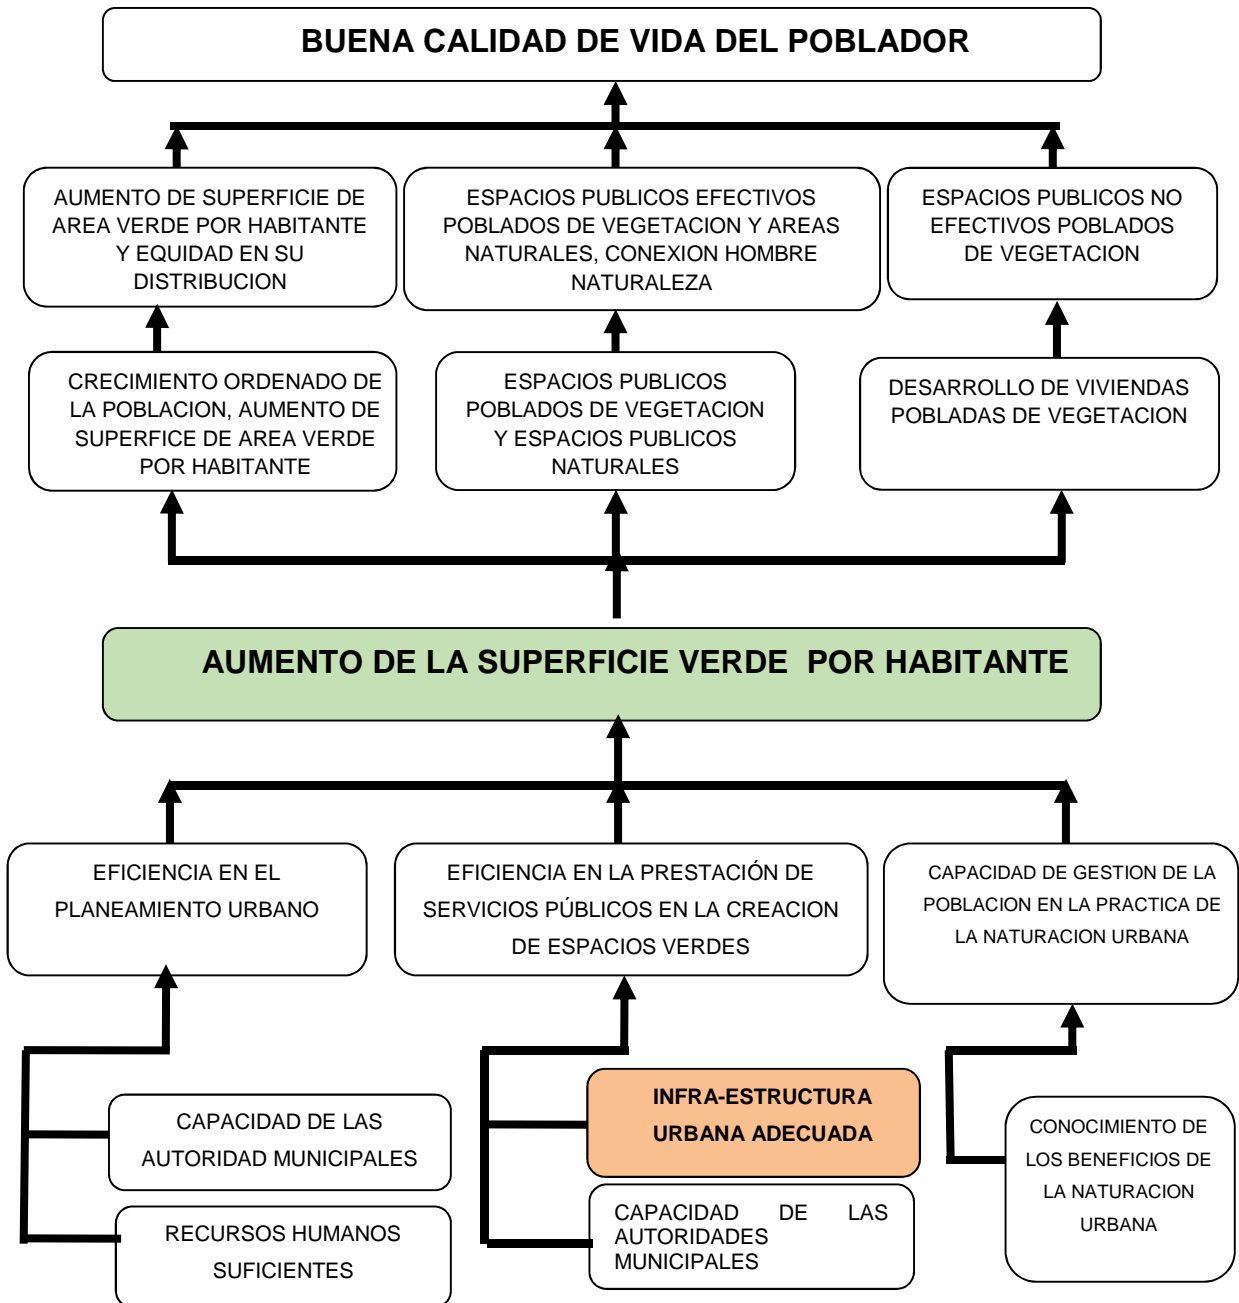 BUENA CALIDAD DE VIDA DEL POBLADOR
AUMENTO DE SUPERFICIE DE
AREA VERDE POR HABITANTE
Y EQUIDAD EN SU
DISTRIBUCION
ESPACIOS PUBLICOS EFECTIVOS
POBLADOS DE VEGETACION Y AREAS
NATURALES, CONEXION HOMBRE
NATURALEZA
ESPACIOS PUBLICOS NO
EFECTIVOS POBLADOS
DE VEGETACION
CRECIMIENTO ORDENADO DE
LA POBLACION, AUMENTO DE
SUPERFICE DE AREA VERDE
POR HABITANTE
ESPACIOS PUBLICOS
POBLADOS DE VEGETACION
Y ESPACIOS PUBLICOS
NATURALES
DESARROLLO DE VIVIENDAS
POBLADAS DE VEGETACION
AUMENTO DE LA SUPERFICIE VERDE POR HABITANTE
EFICIENCIA EN EL
PLANEAMIENTO URBANO
EFICIENCIA EN LA PRESTACIÓN DE
SERVICIOS PÚBLICOS EN LA CREACION
DE ESPACIOS VERDES
CAPACIDAD DE GESTION DE LA
POBLACION EN LA PRACTICA DE
LA NATURACION URBANA
CAPACIDAD DE LAS
AUTORIDAD MUNICIPALES
RECURSOS HUMANOS
SUFICIENTES
INFRA-ESTRUCTURA
URBANA ADECUADA
CAPACIDAD DE LAS
AUTORIDADES
MUNICIPALES
CONOCIMIENTO DE
LOS BENEFICIOS DE
LA NATURACION
URBANA